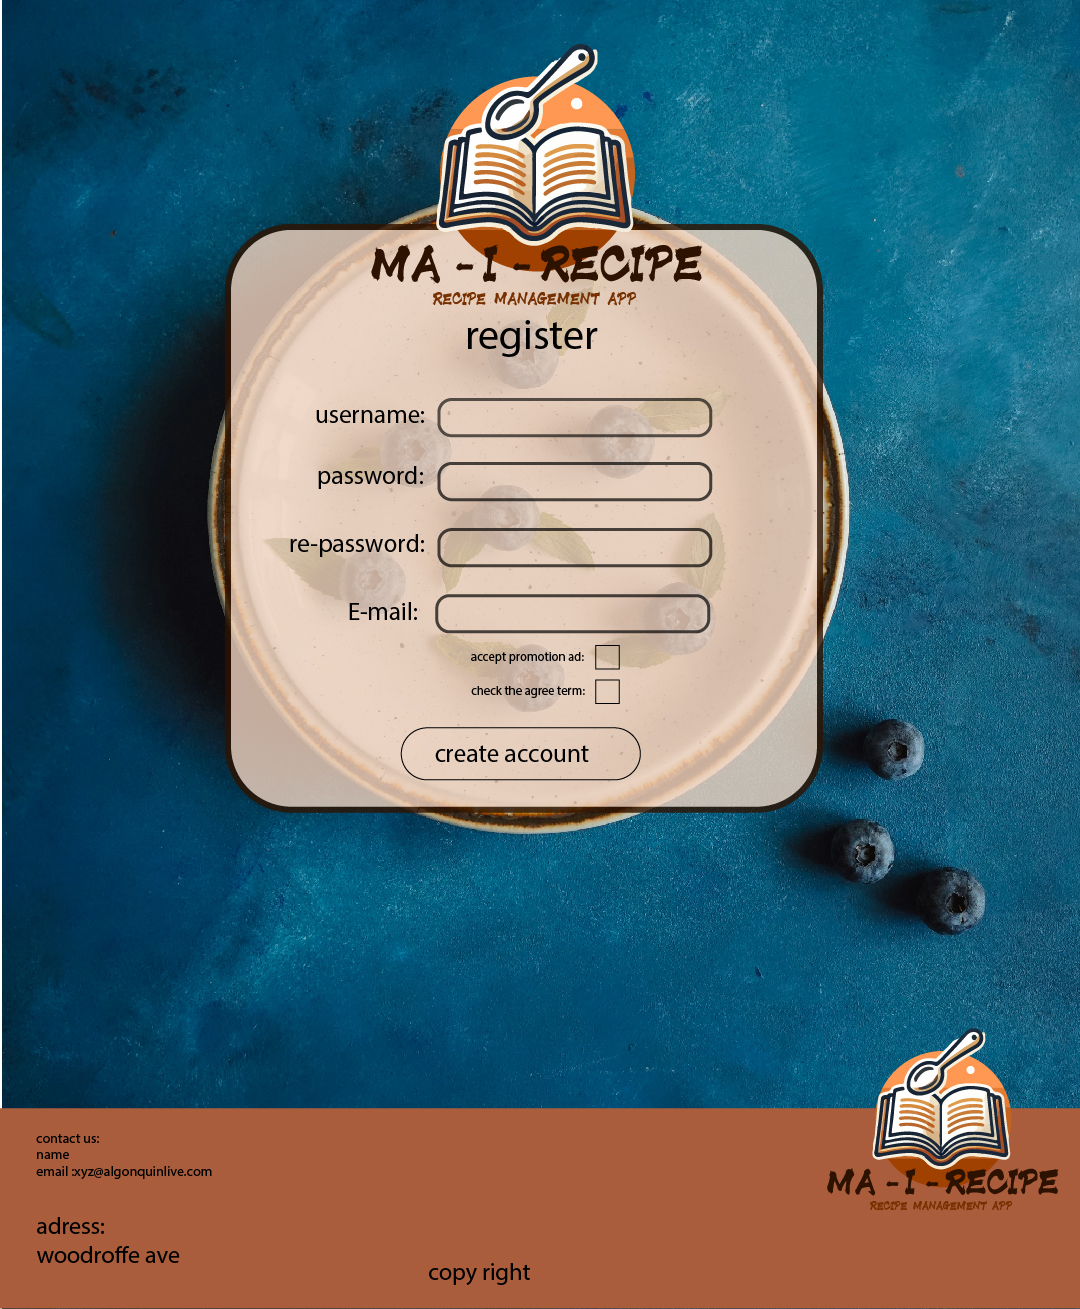 MA - I - RECIPE
RECIPE MANAGEMENT APP
register
username:
password:
re-password:
E-mail:
accept promotion ad:
check the agree term:
create account
contact us:
name
email :xyz@algonquinlive.com
adress:
woodroffe ave
copy right
MA - I - RECIPE
RECIPE MANAGEMENT APP